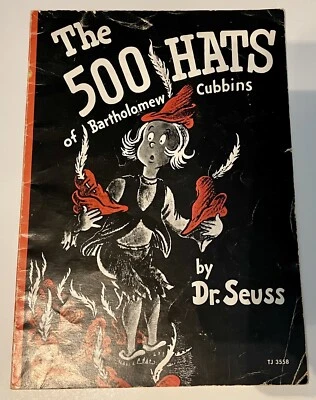 The
500 HATS
of Bartholomew Cubbins
by
Dr. Seuss
TJ 3558